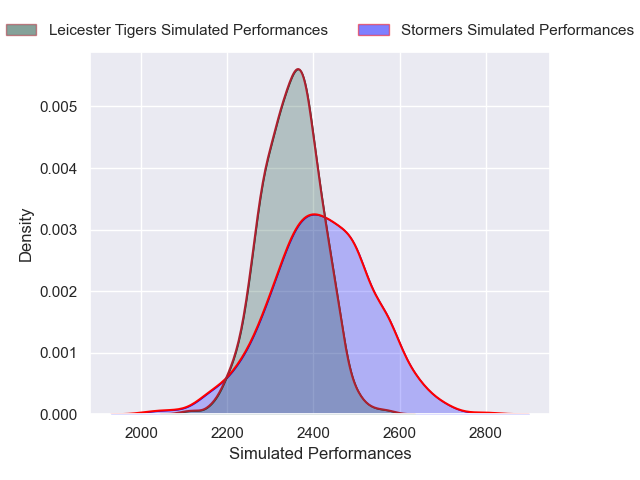 Leicester Tigers Simulated Performances Stormers Simulated Performances
0.005
0.004
0.003
0.002
0.001
0.000
Density
2000 2200 2400 2600 2800
Simulated Performances